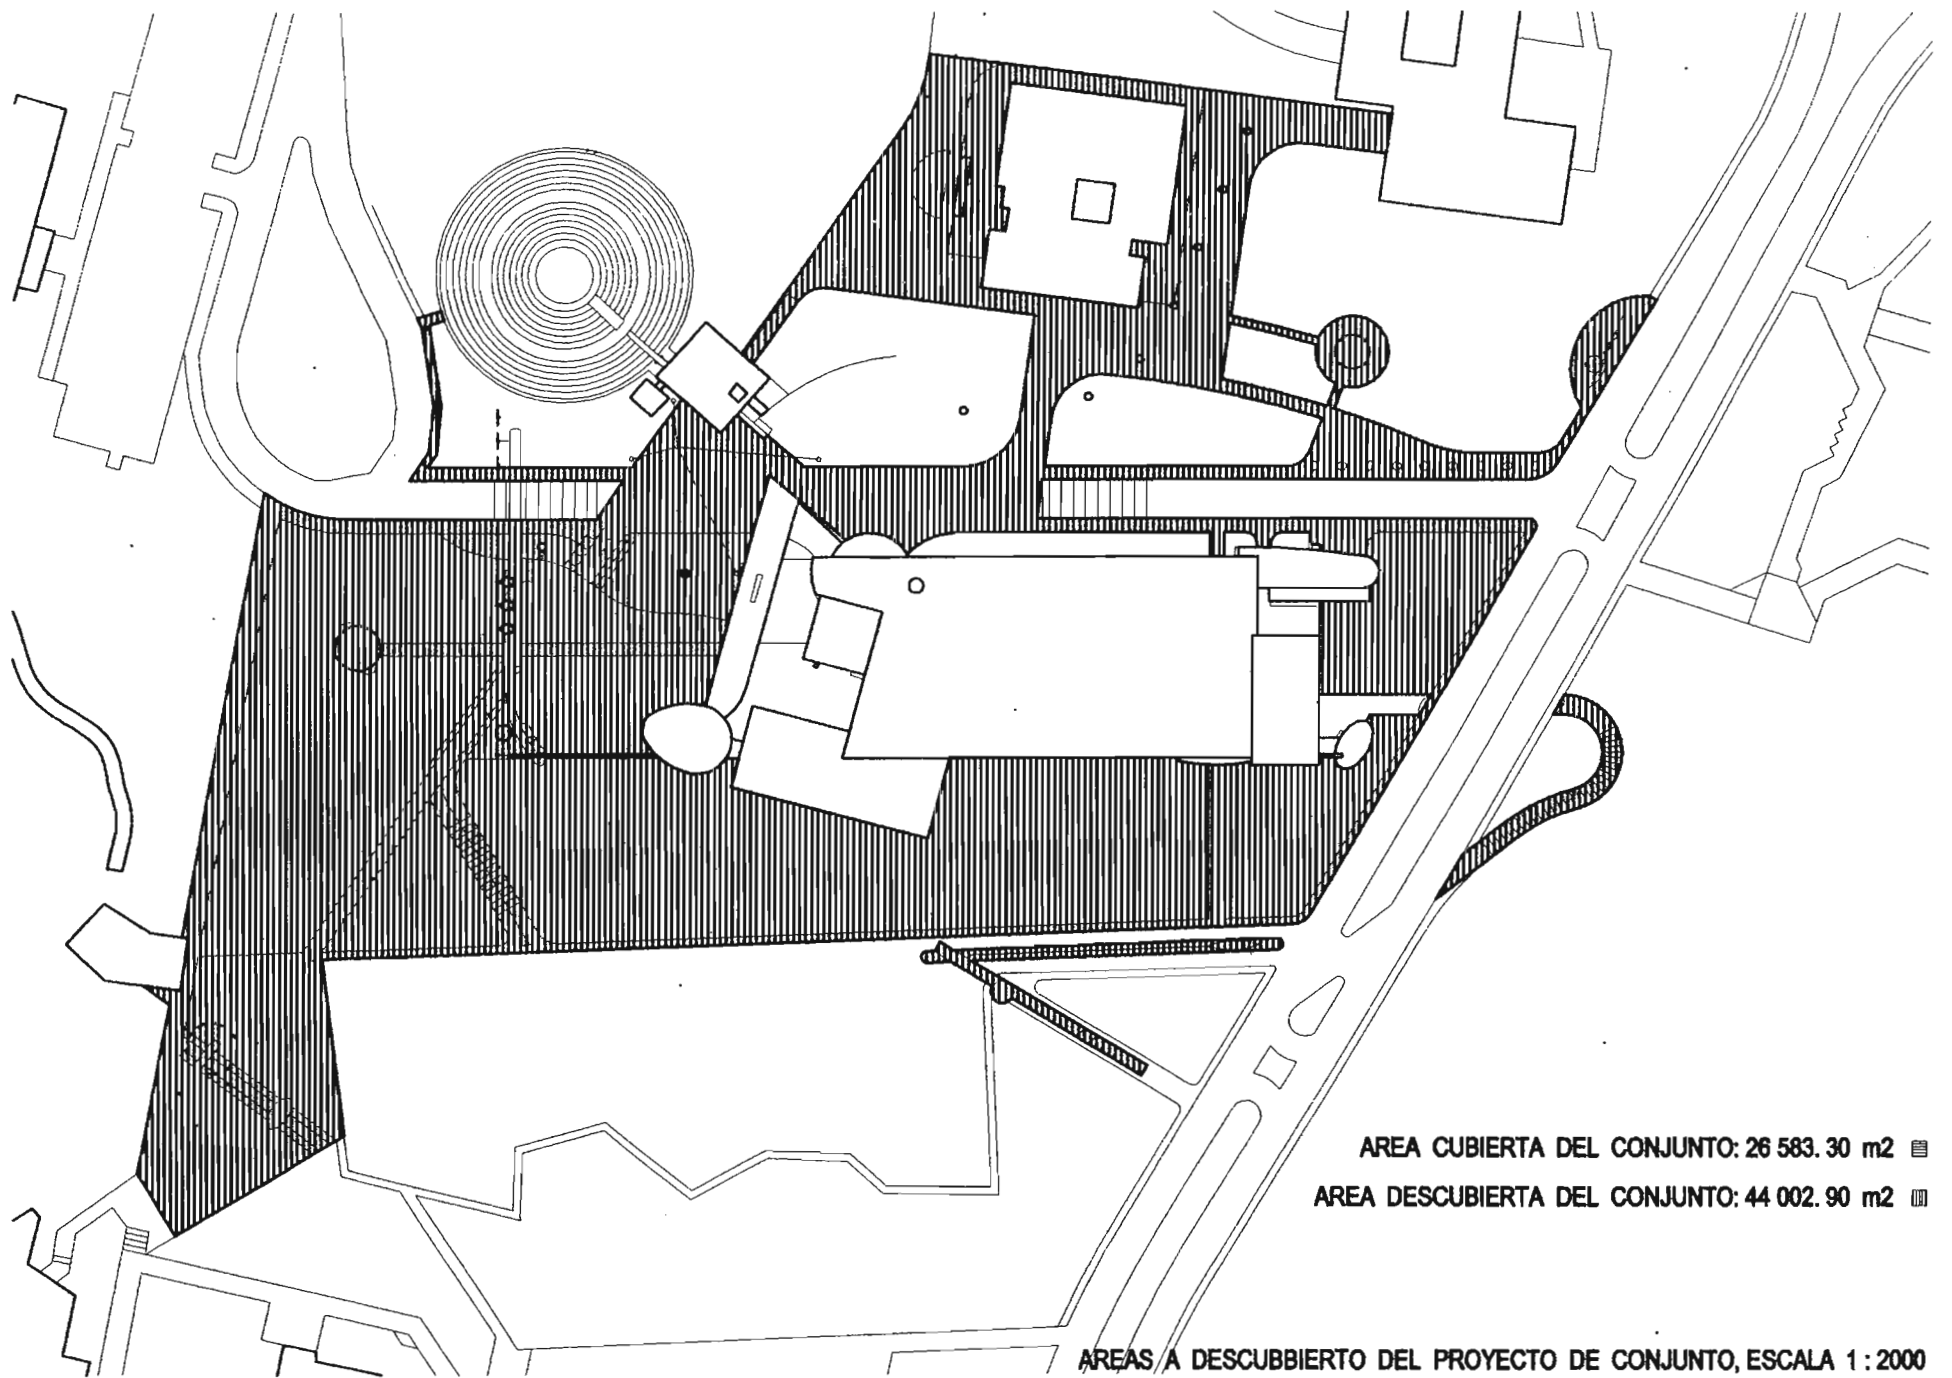 AREA CUBIERTA DEL CONJUNTO: 26 583. 30 m2
AREA DESCUBIERTA DEL CONJUNTO: 44 002. 90 m2
AREAS A DESCUBBIERTO DEL PROYECTO DE CONJUNTO, ESCALA 1 : 2000